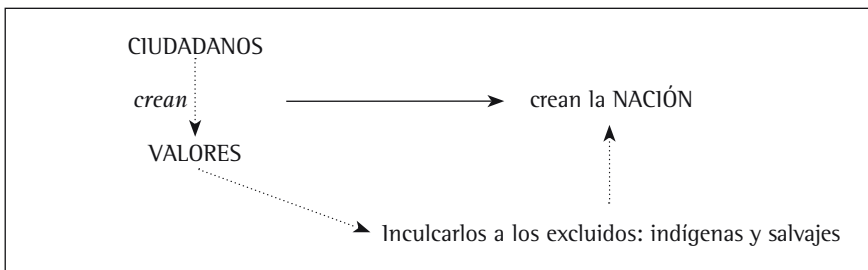 CIUDADANOS
crean
crean la NACIÓN
VALORES
Inculcarlos a los excluidos: indígenas y salvajes